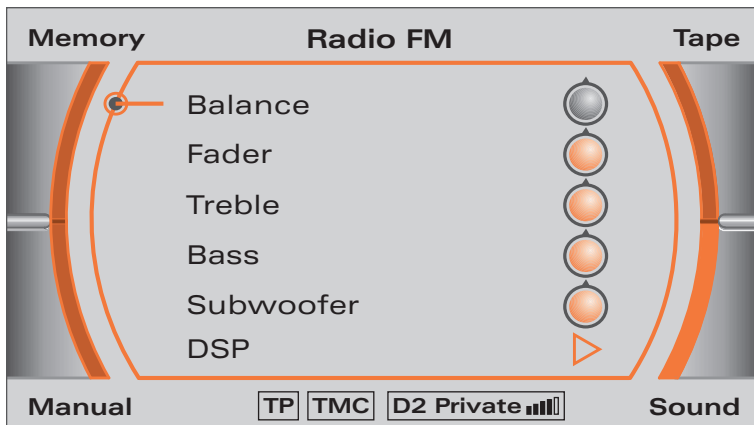 Memory Radio FM Tape
Balance
Fader
Treble
Bass
Subwoofer
DSP
Manual TP TMC D2 Private Sound